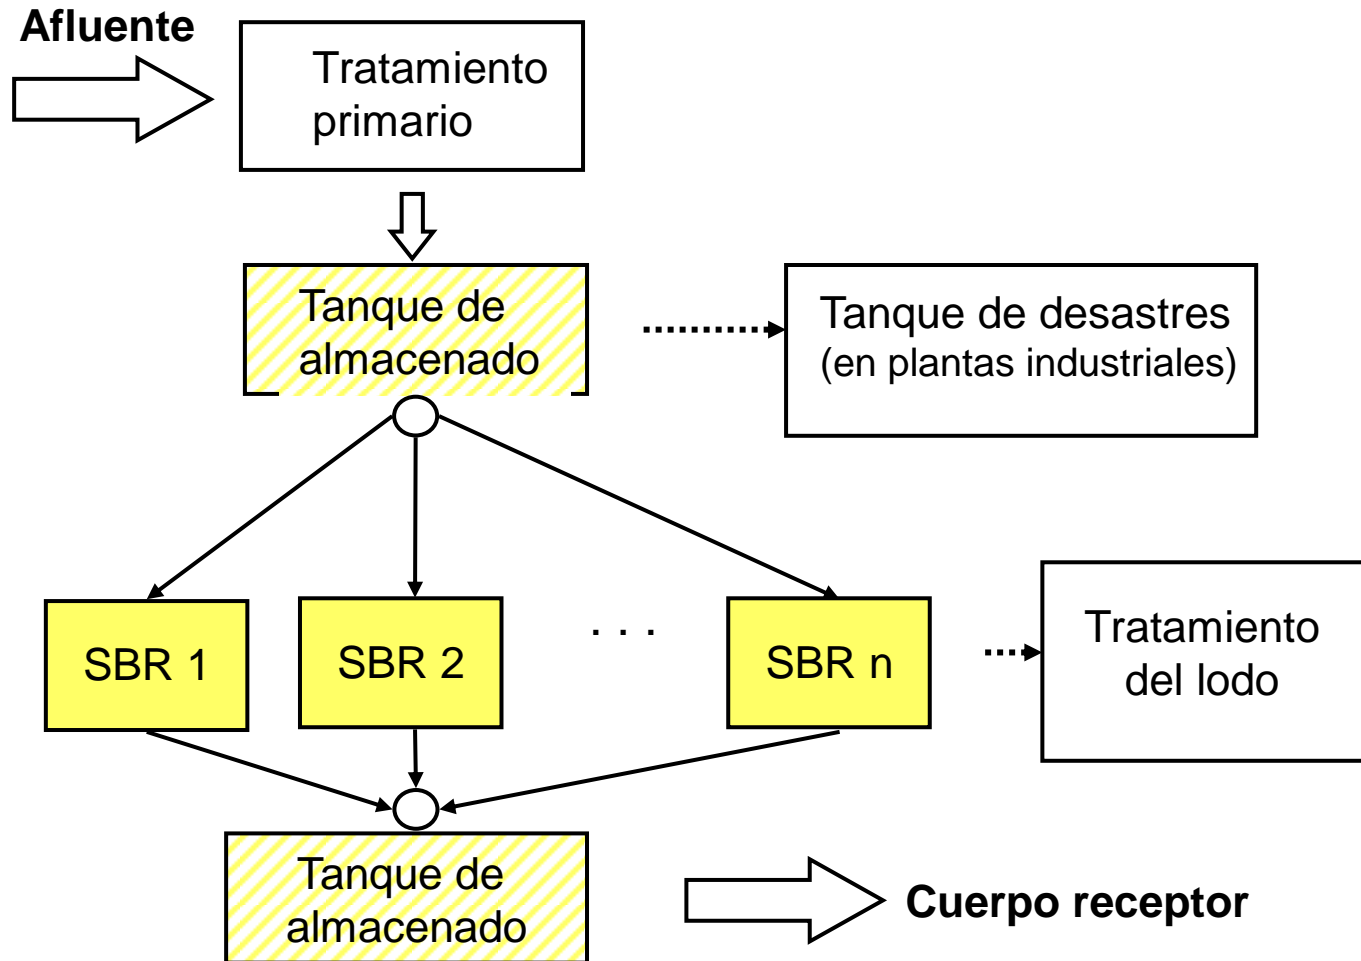 Afluente
Tratamiento
primario
Tanque de
almacenado
Tanque de desastres
(en plantas industriales)
SBR 1
SBR 2
. . .
SBR n
Tratamiento
del lodo
Tanque de
almacenado
Cuerpo receptor